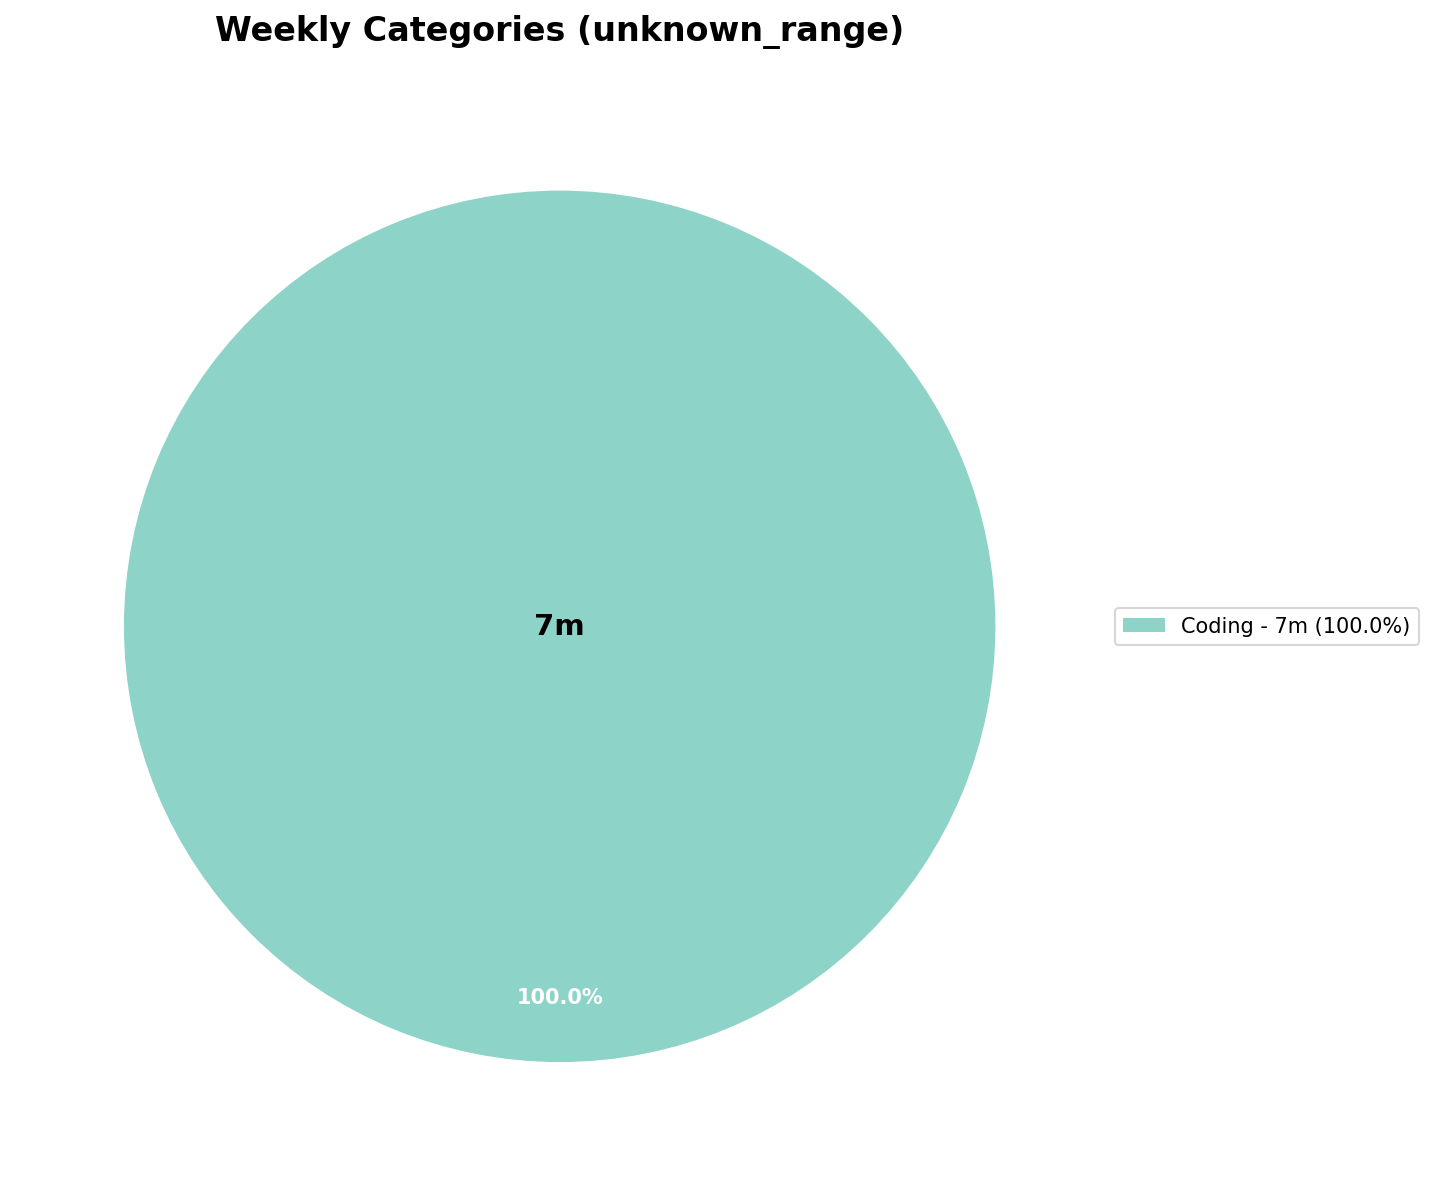 Weekly Categories (unknown_range)
7m
Coding - 7m (100.0%)
100.0%